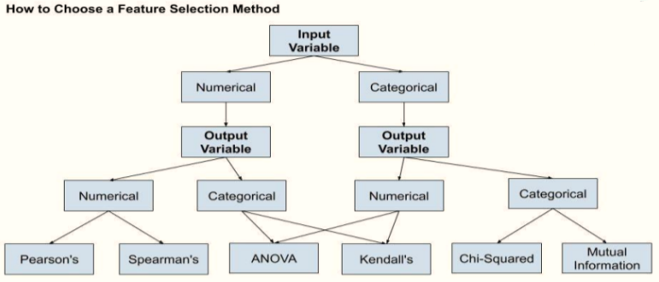 How to Choose a Feature Selection Method
Input
Variable
Numerical
Categorical
Output
Variable
Output
Variable
Numerical
Categorical
Numerical
Categorical
Pearson's
Spearman's
ANOVA
Kendall's
Chi-Squared
Mutual
Information